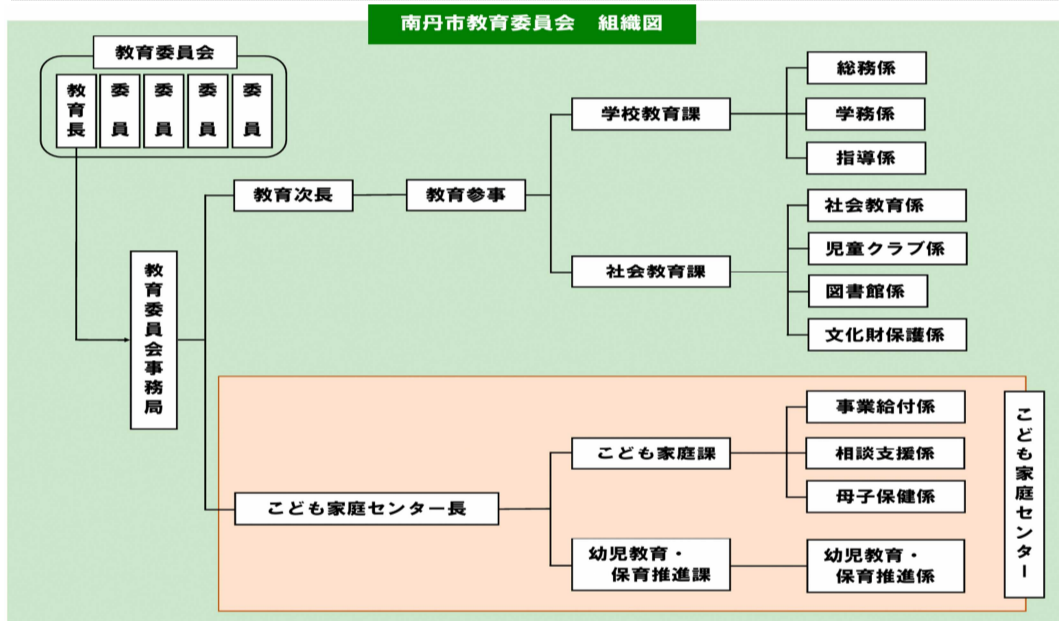 南丹市教育委員会　組織図
教育委員会
教育長
委員
委員
委員
委員
教育委員会事務局
教育次長
教育参事
学校教育課
総務係
学務係
指導係
社会教育課
社会教育係
児童クラブ係
図書館係
文化財保護係
こども家庭センター長
こども家庭課
事業給付係
相談支援係
母子保健係
幼児教育・
保育推進課
幼児教育・
保育推進係
こども家庭センター